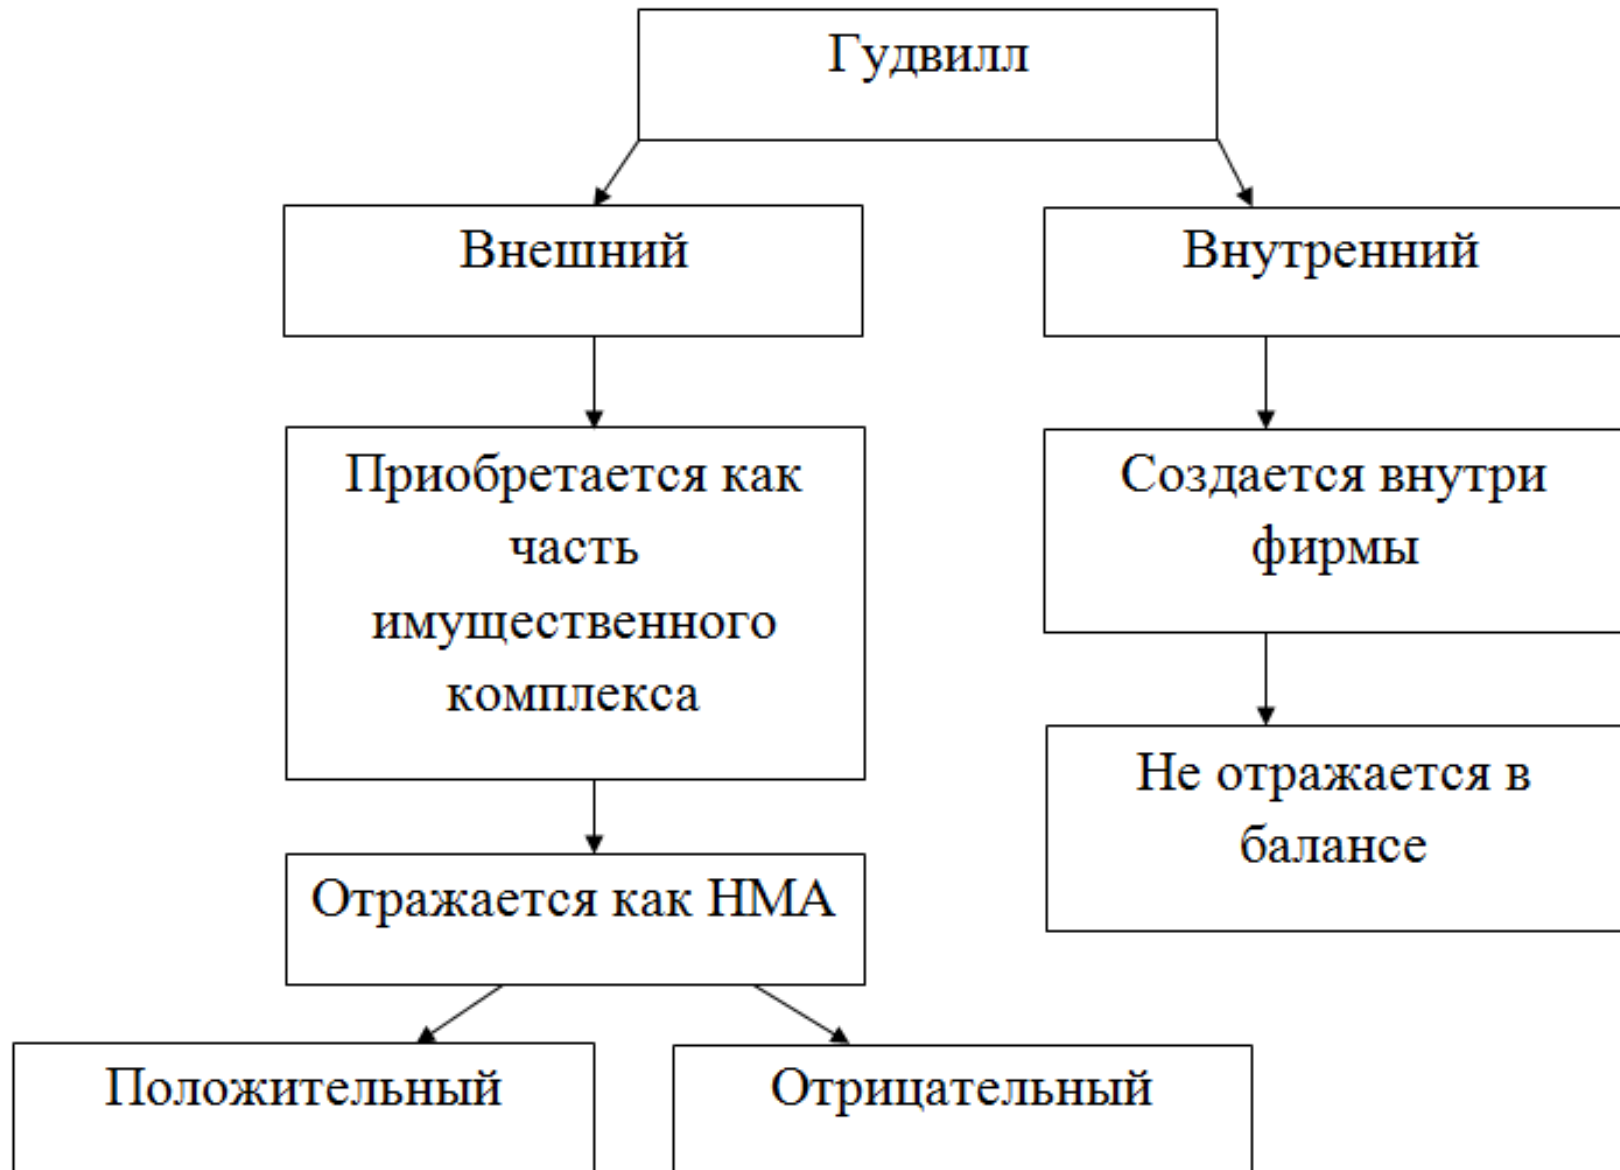 Гудвилл
Внешний
Внутренний
Приобретается как
часть
имущественного
комплекса
Создается внутри
фирмы
Не отражается в
балансе
Отражается как НМА
Положительный
Отрицательный